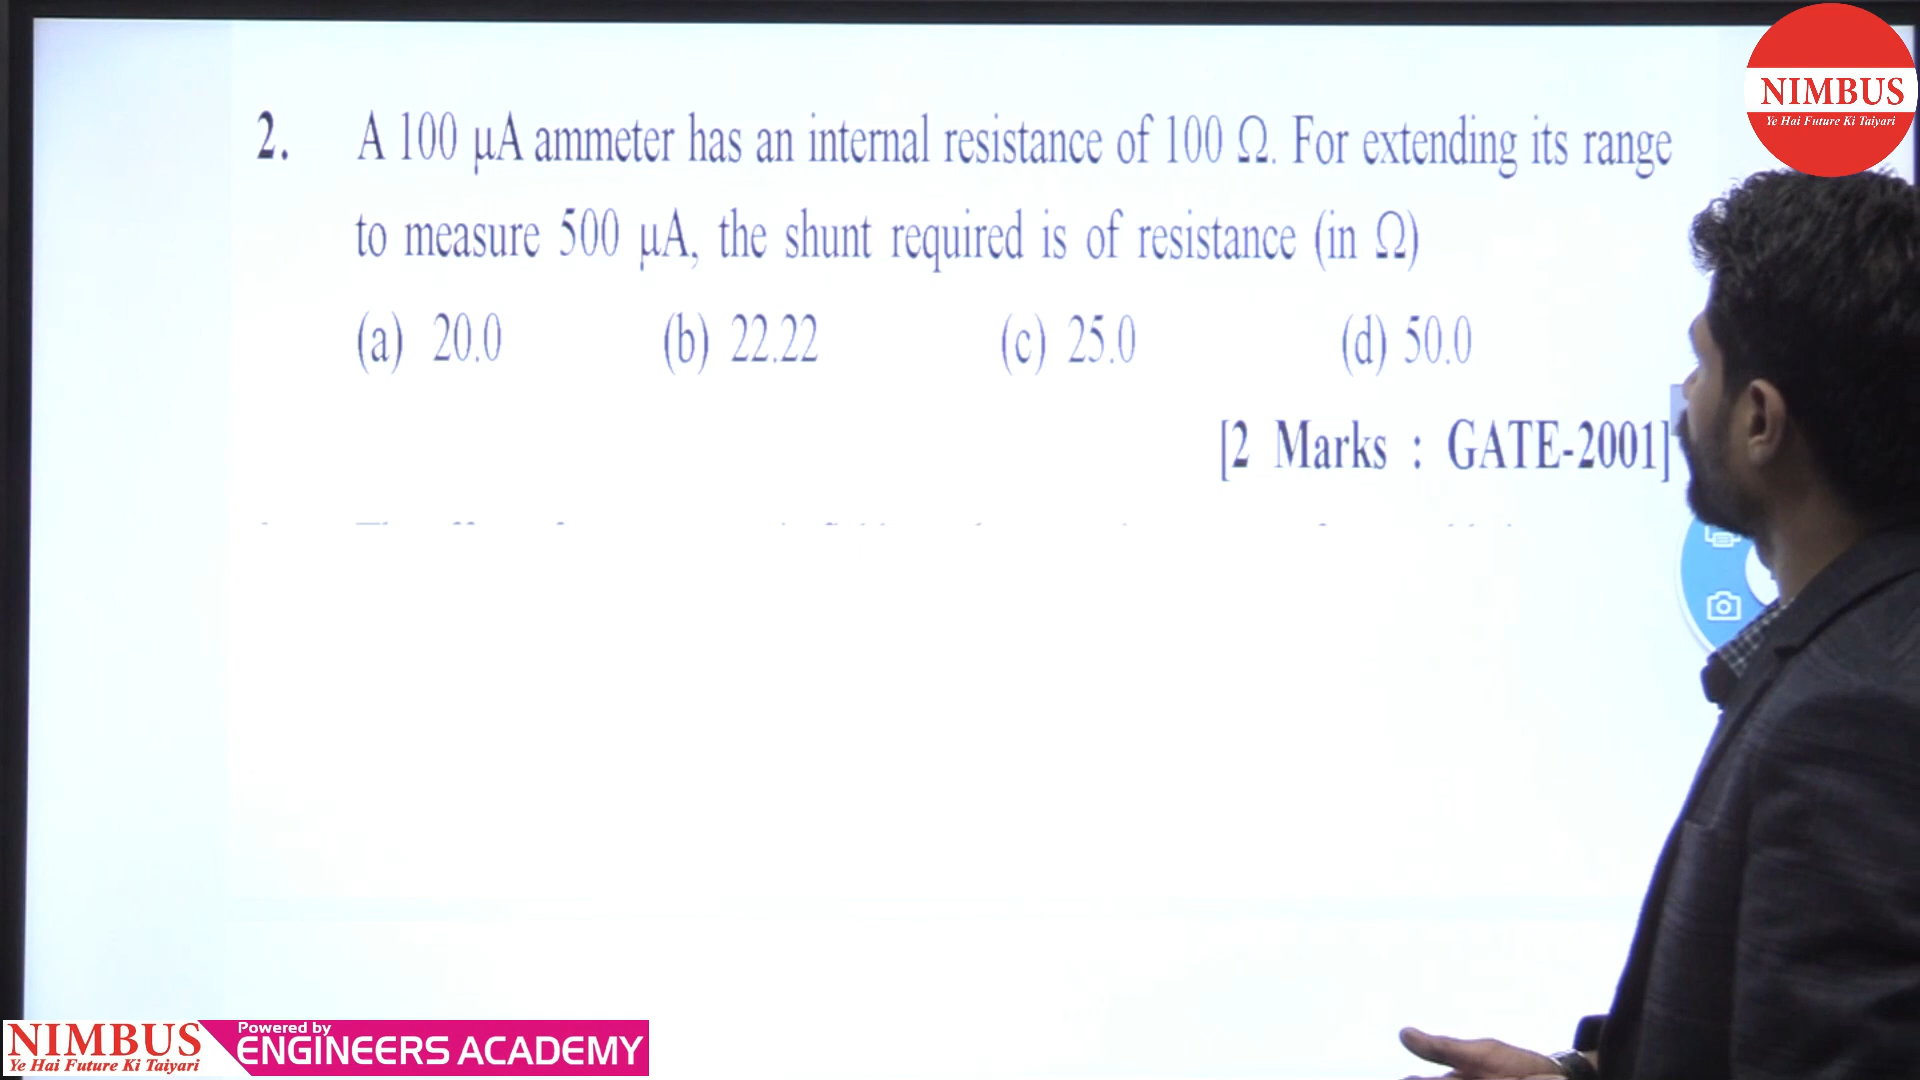 NIMBUS
Ye Hai Future Ki Taiyari
2. A 100 µA ammeter has an internal resistance of 100 Ω. For extending its range
to measure 500 µA, the shunt required is of resistance (in Ω)
(a) 20.0 (b) 22.22 (c) 25.0 (d) 50.0
[2 Marks : GATE-2001]
NIMBUS
Ye Hai Future Ki Taiyari
Powered by
ENGINEERS ACADEMY